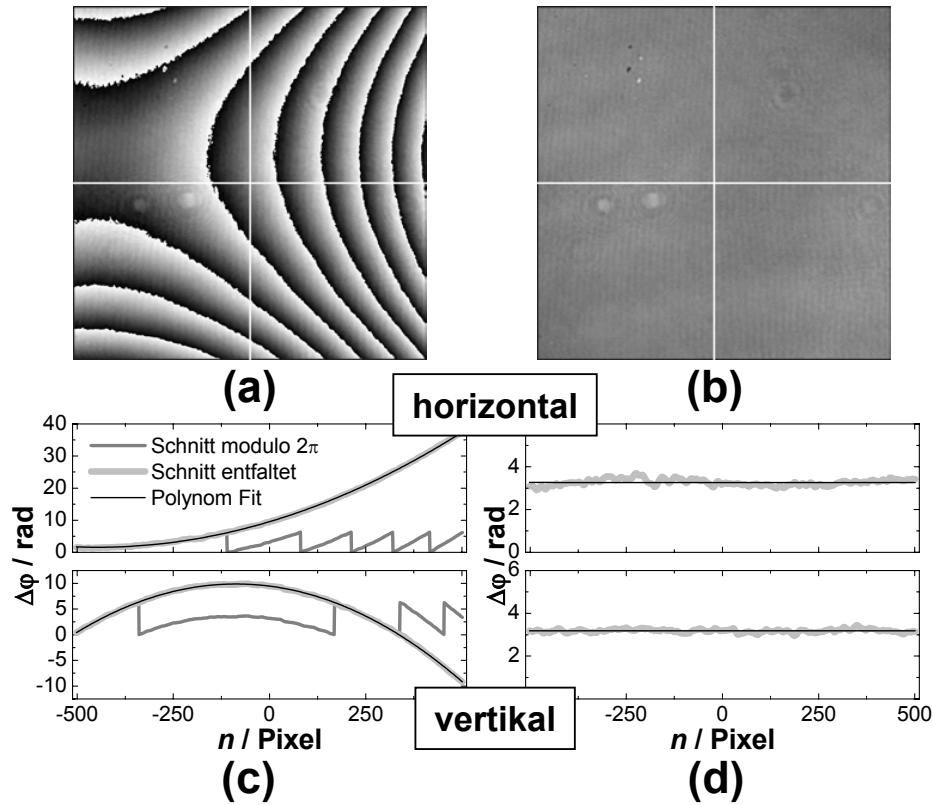 (a)
(b)
horizontal
40
30
20
10
0
Δφ / rad
Schnitt modulo 2π
Schnitt entfaltet
Polynom Fit
10
5
0
-5
-10
-500
-250
0
250
n / Pixel
4
2
0
Δφ / rad
6
4
2
-250
0
250
500
n / Pixel
vertikal
(c)
(d)